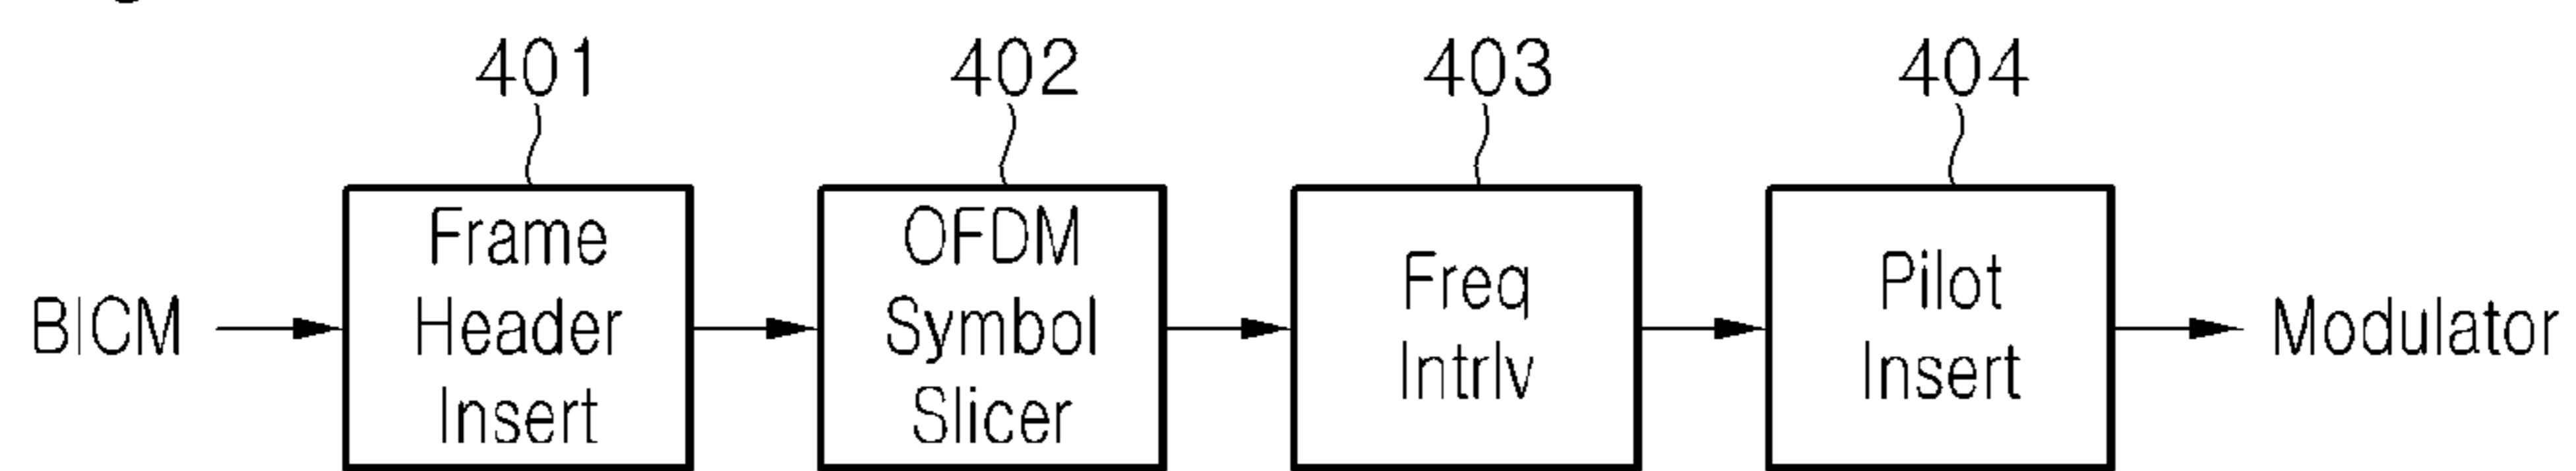 401 402 403 404
BICM
Frame
Header
Insert
OFDM
Symbol
Slicer
Freq
Intrlv
Pilot
Insert
Modulator